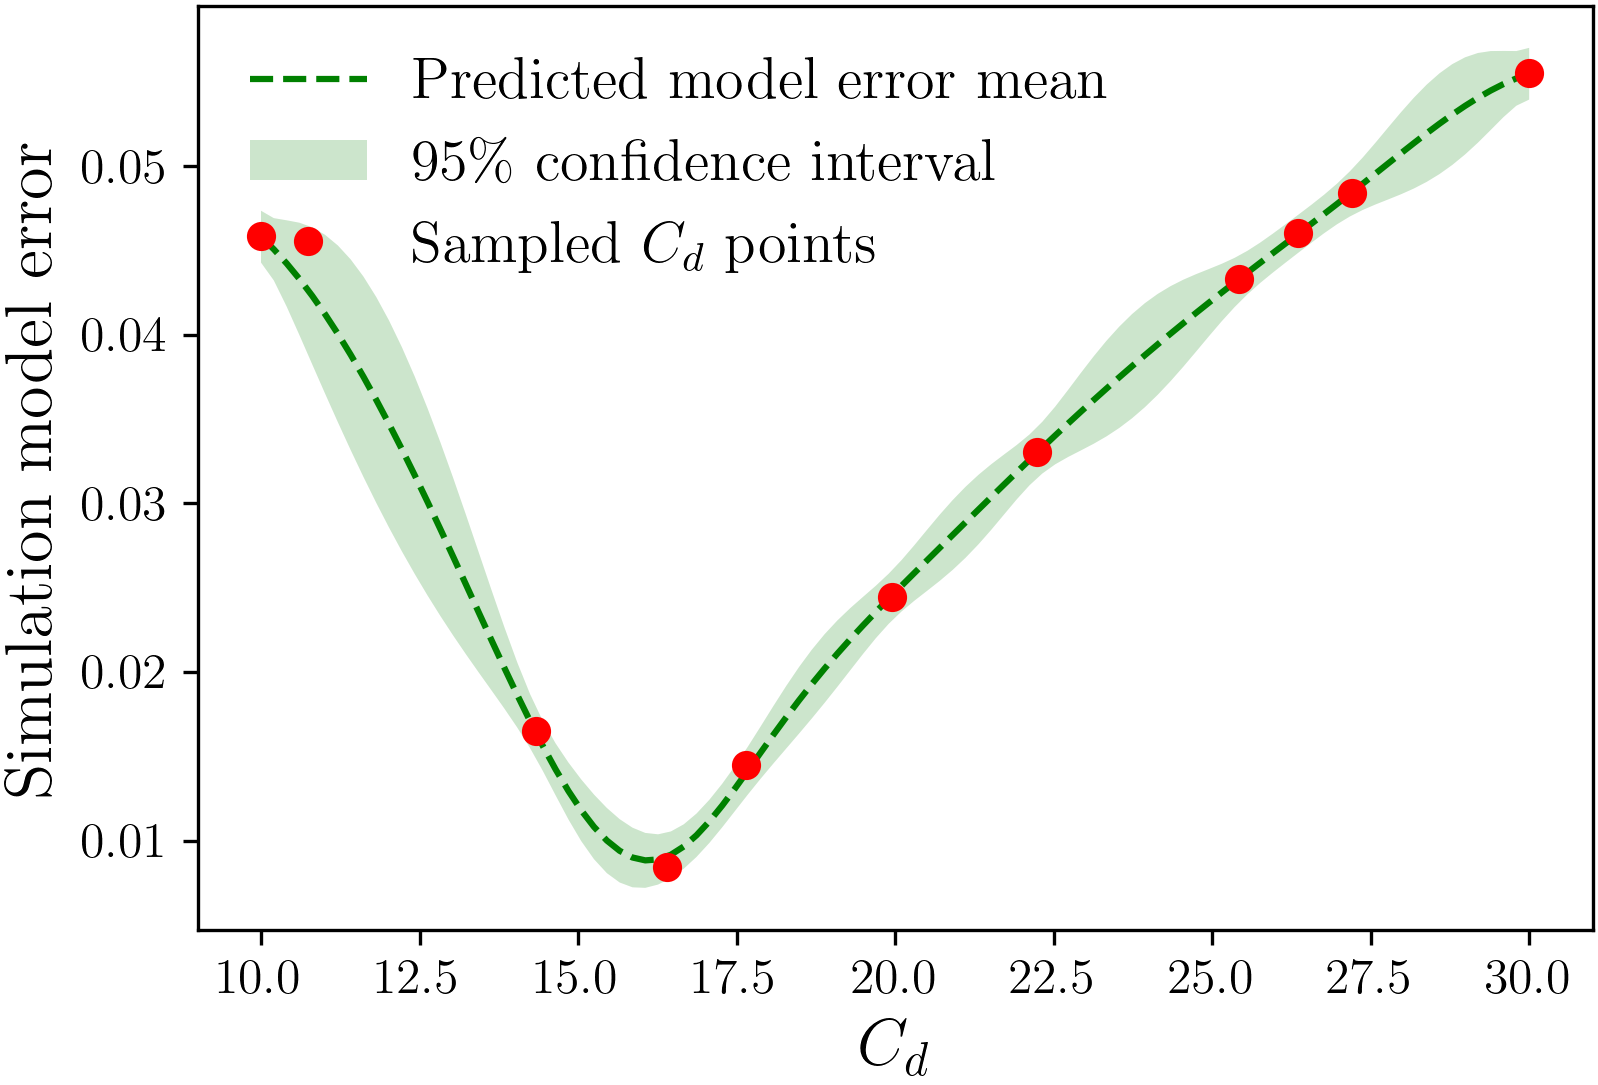 Predicted model error mean
95% confidence interval
Sampled C_d points
Simulation model error
0.05
0.04
0.03
0.02
0.01
10.0 12.5 15.0 17.5 20.0 22.5 25.0 27.5 30.0
C_d